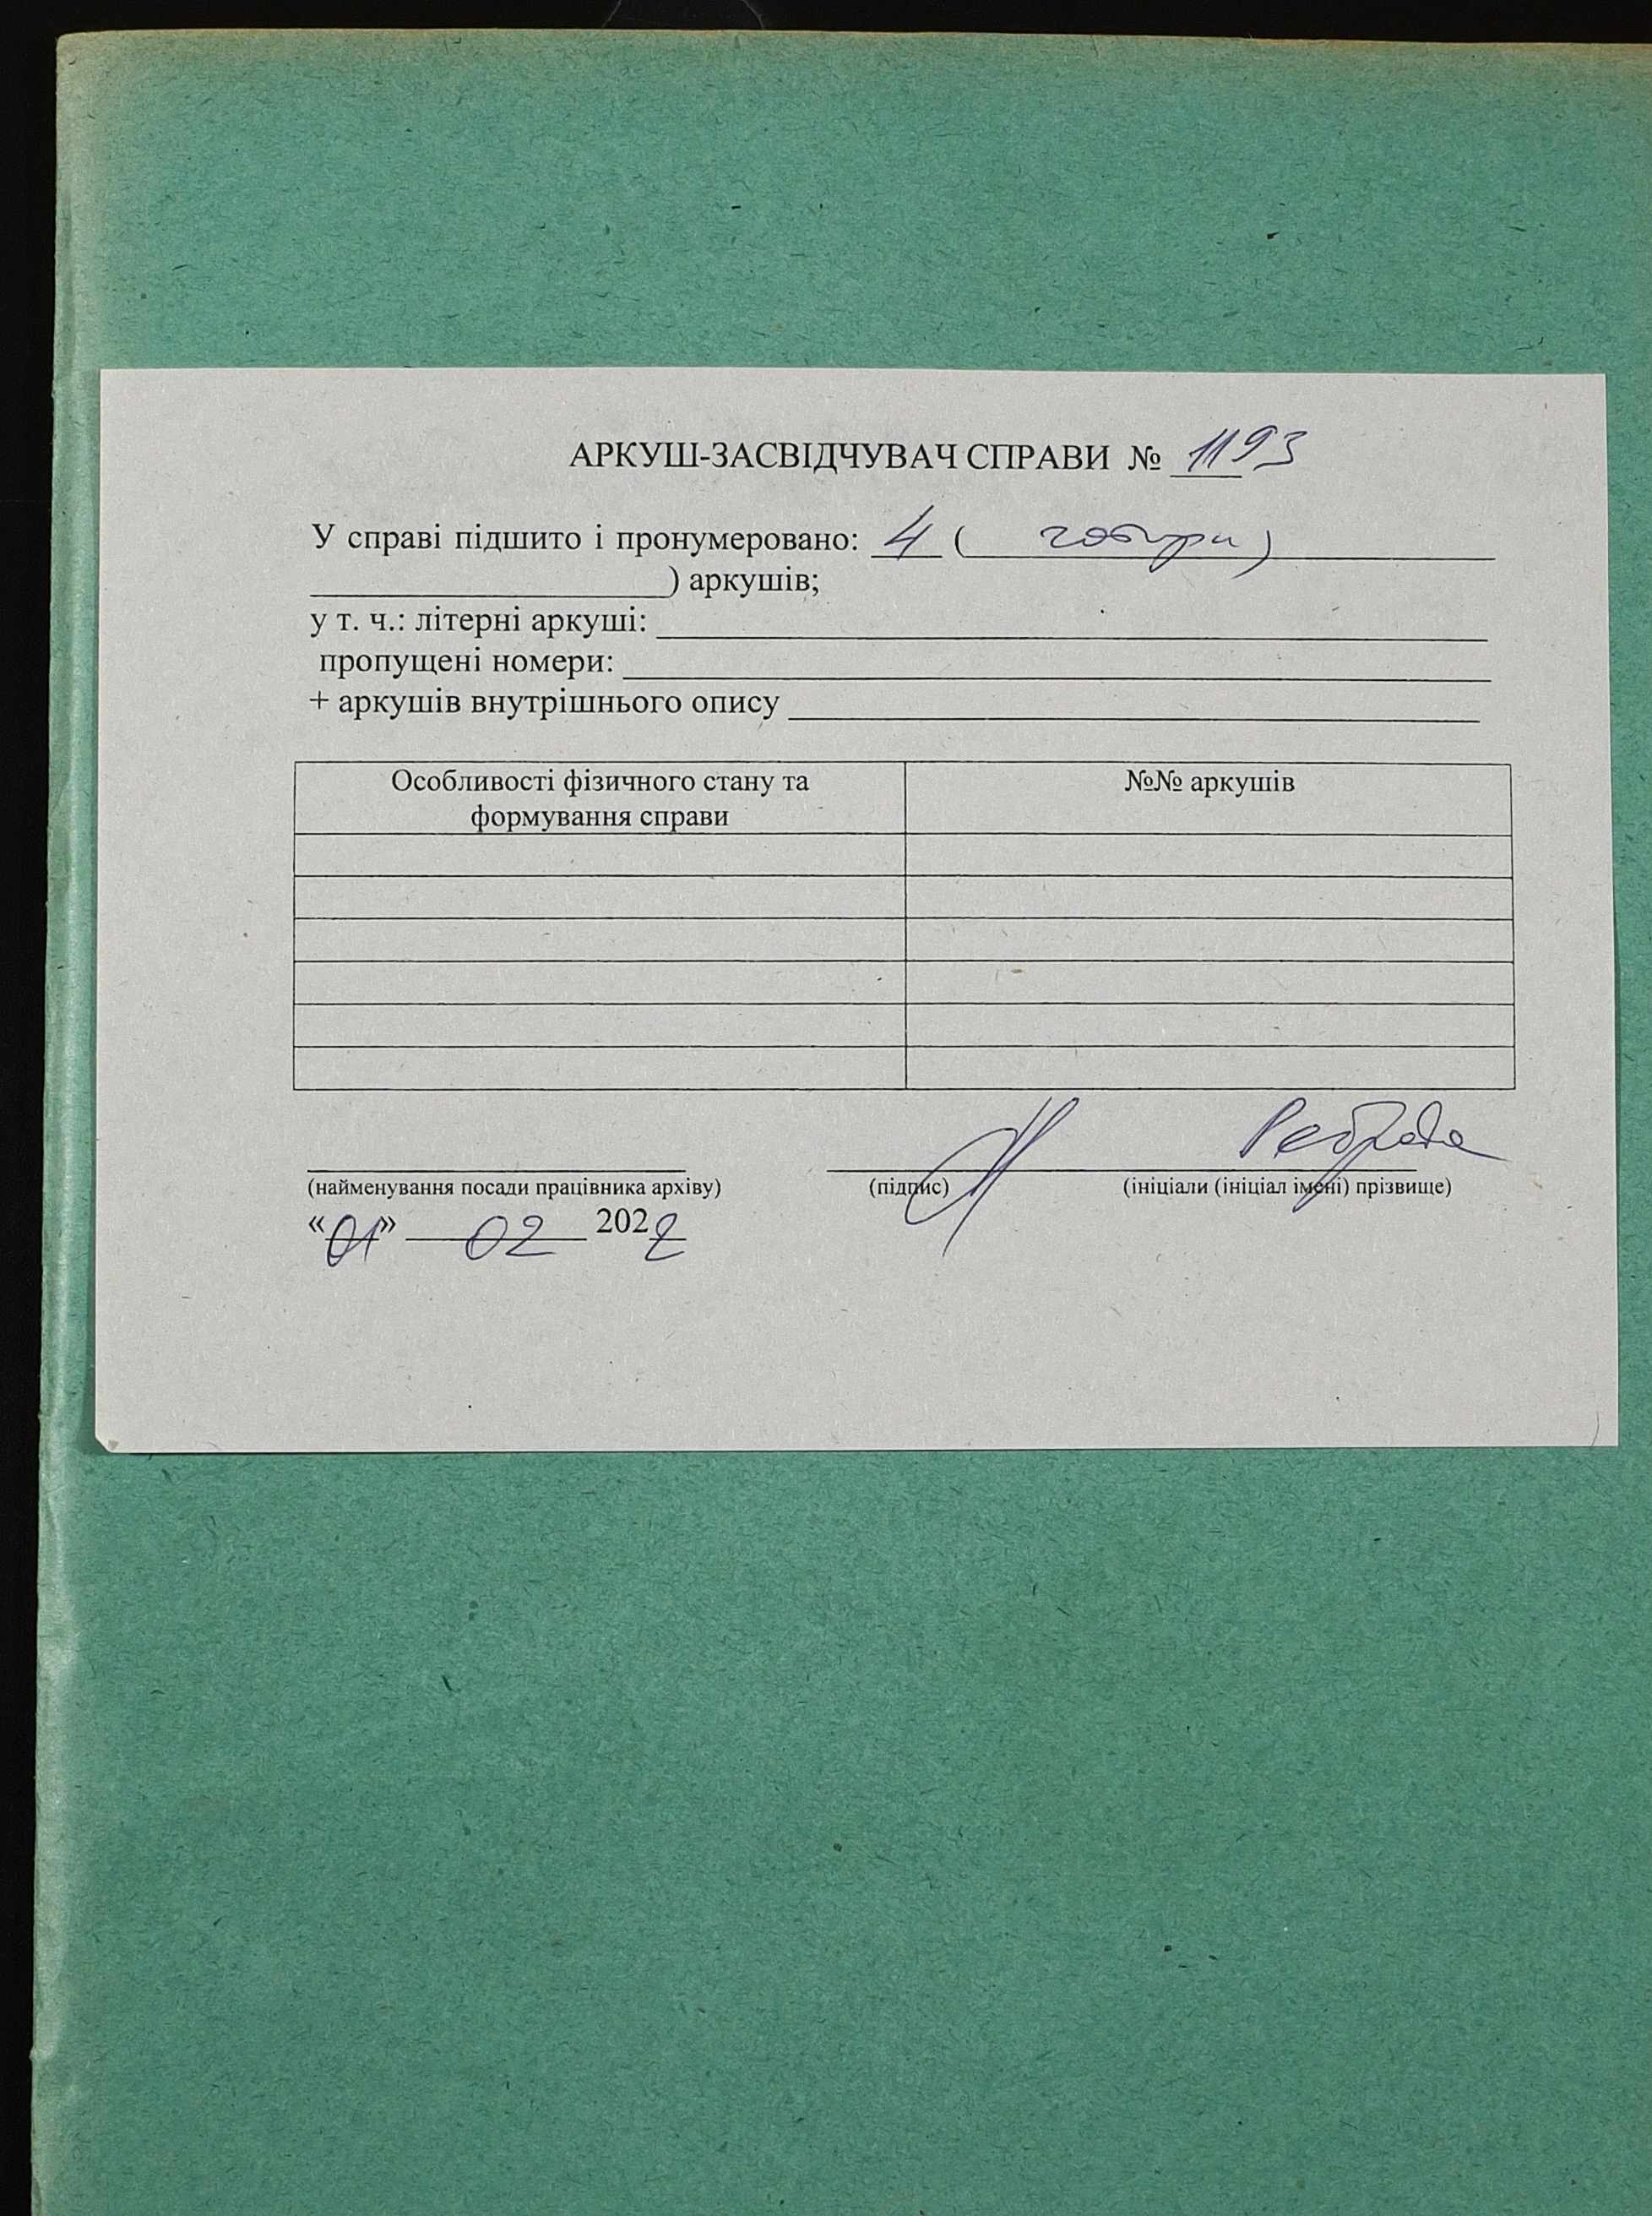 АРКУШ-ЗАСВІДЧУВАЧ СПРАВИ № 1193
У справі підшито і пронумеровано: 4 ( чотири )
) аркушів;
у т. ч.: літерні аркуші:
пропущені номери:
+ аркушів внутрішнього опису
Особливості фізичного стану та
формування справи
№№ аркушів
(найменування посади працівника архіву)
(підпис)
(ініціали (ініціал імені) прізвище)
«01» 02 2022